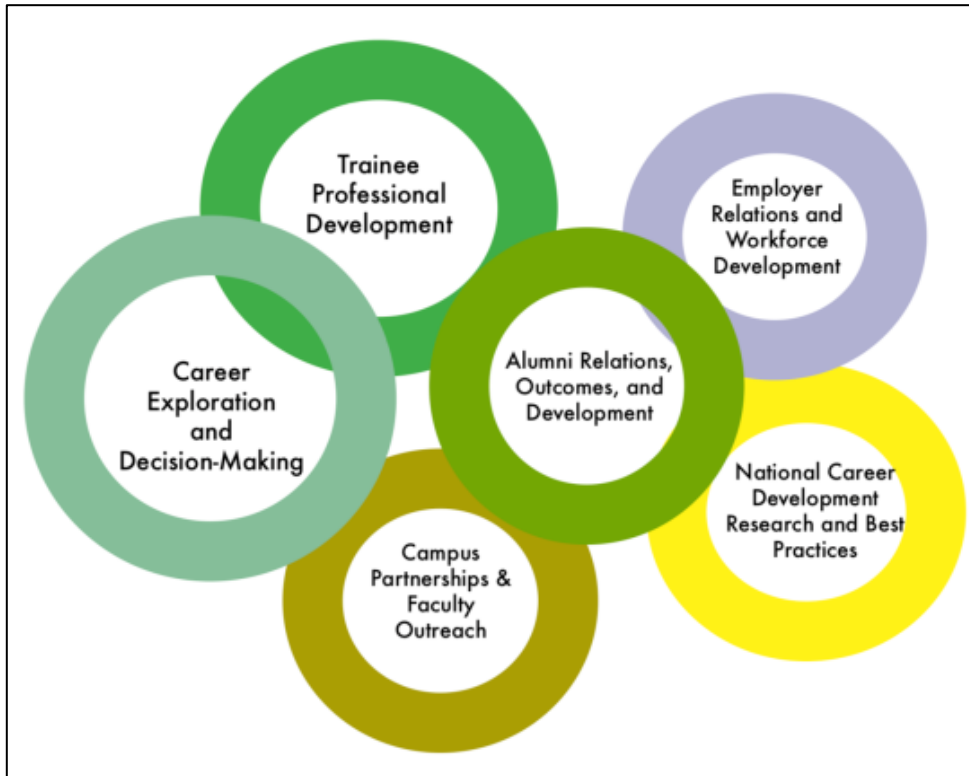 Trainee
Professional
Development
Employer
Relations and
Workforce
Development
Career
Exploration
and
Decision-Making
Alumni Relations,
Outcomes, and
Development
National Career
Development
Research and Best
Practices
Campus
Partnerships &
Faculty
Outreach